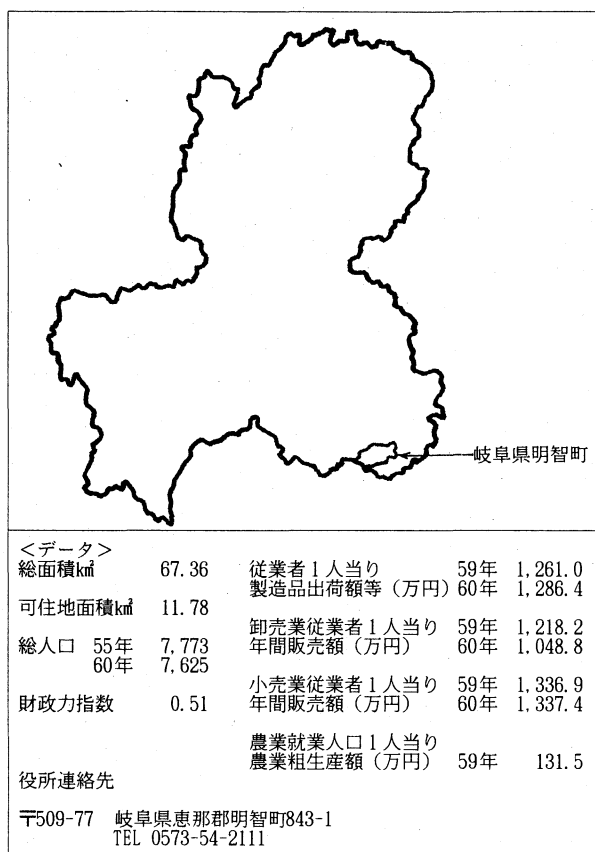 岐阜県明智町
<データ>
総面積k㎡ 67.36
可住地面積k㎡ 11.78
総人口 55年 7,773
60年 7,625
財政力指数 0.51
従業者1人当り 59年 1,261.0
製造品出荷額等(万円) 60年 1,286.4
卸売業従業者1人当り 59年 1,218.2
年間販売額(万円) 60年 1.048.8
小売業従業者1人当り 59年 1,336.9
年間販売額(万円) 60年 1,337.4
農業就業人口1人当り
農業粗生産額(万円) 59年 131.5
役所連絡先
〒509-77 岐阜県恵那郡明智町843-1
TEL 0573-54-2111